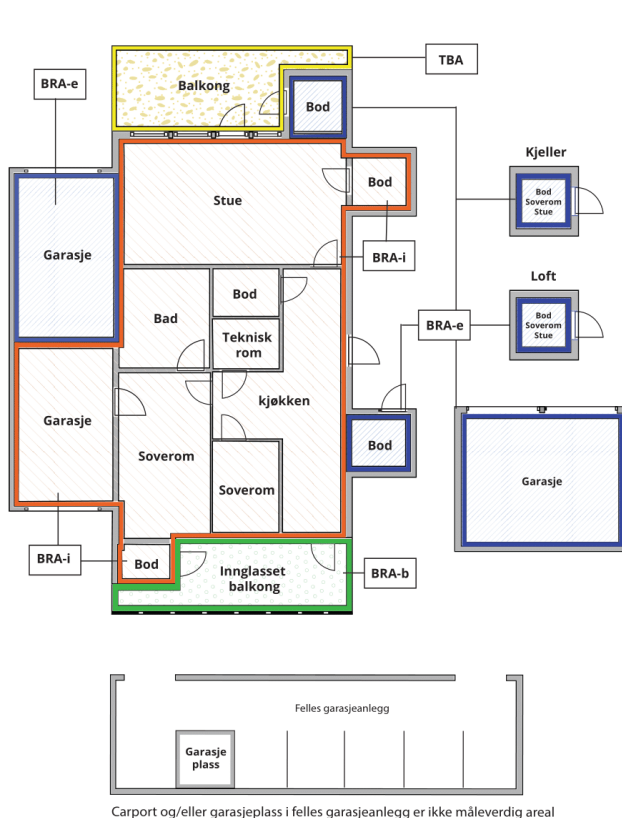 TBA
BRA-e
Balkong
Bod
Kjeller
Stue
Bod
Bod
Soverom
Stue
Garasje
BRA-i
Loft
Bod
Bad
Teknisk
rom
BRA-e
Bod
Soverom
Stue
kjøkken
Garasje
Soverom
Soverom
Bod
Garasje
BRA-i
Bod
Innglasset
balkong
BRA-b
Felles garasjeanlegg
Garasje
plass
Carport og/eller garasjeplass i felles garasjeanlegg er ikke måleverdig areal